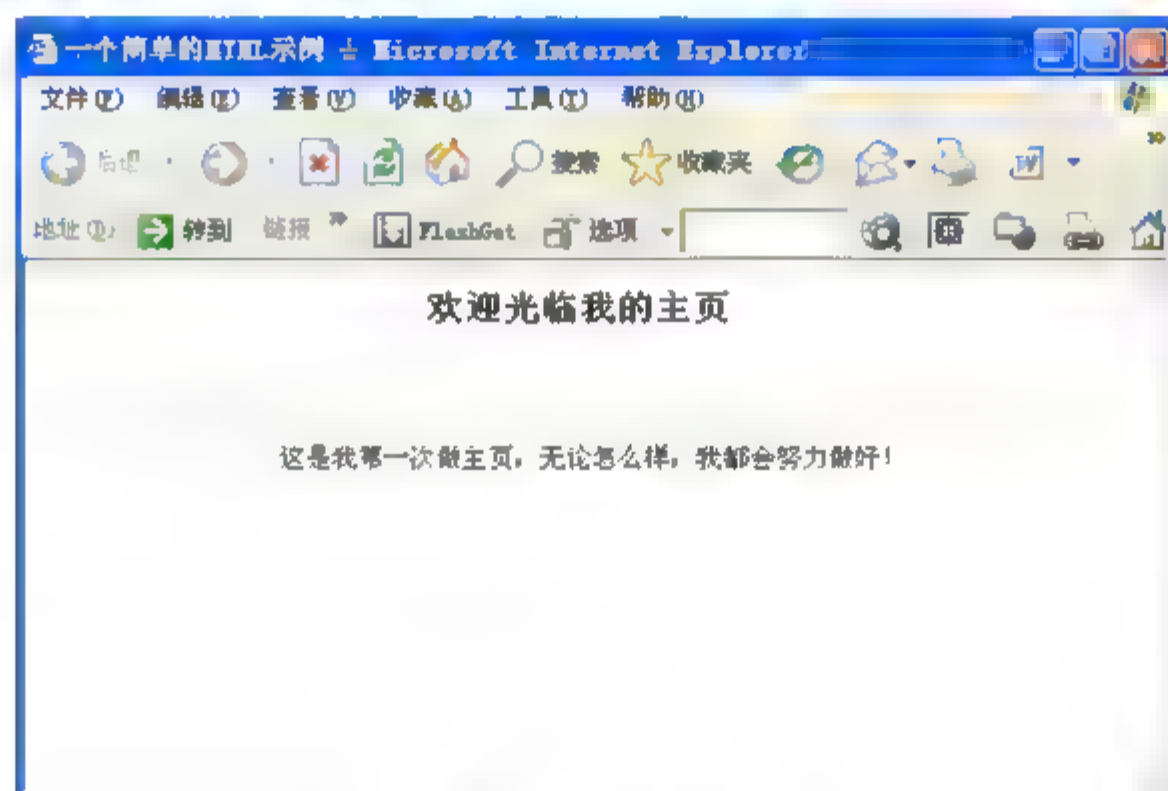 一个简单的HTML示例 - Microsoft Internet Explorer
文件(F) 编辑(E) 查看(V) 收藏(A) 工具(T) 帮助(H)
后退 搜索 收藏夹
地址(D) 转到 链接 » FlashGet 选项
欢迎光临我的主页
这是我第一次做主页，无论怎么样，我都会努力做好！